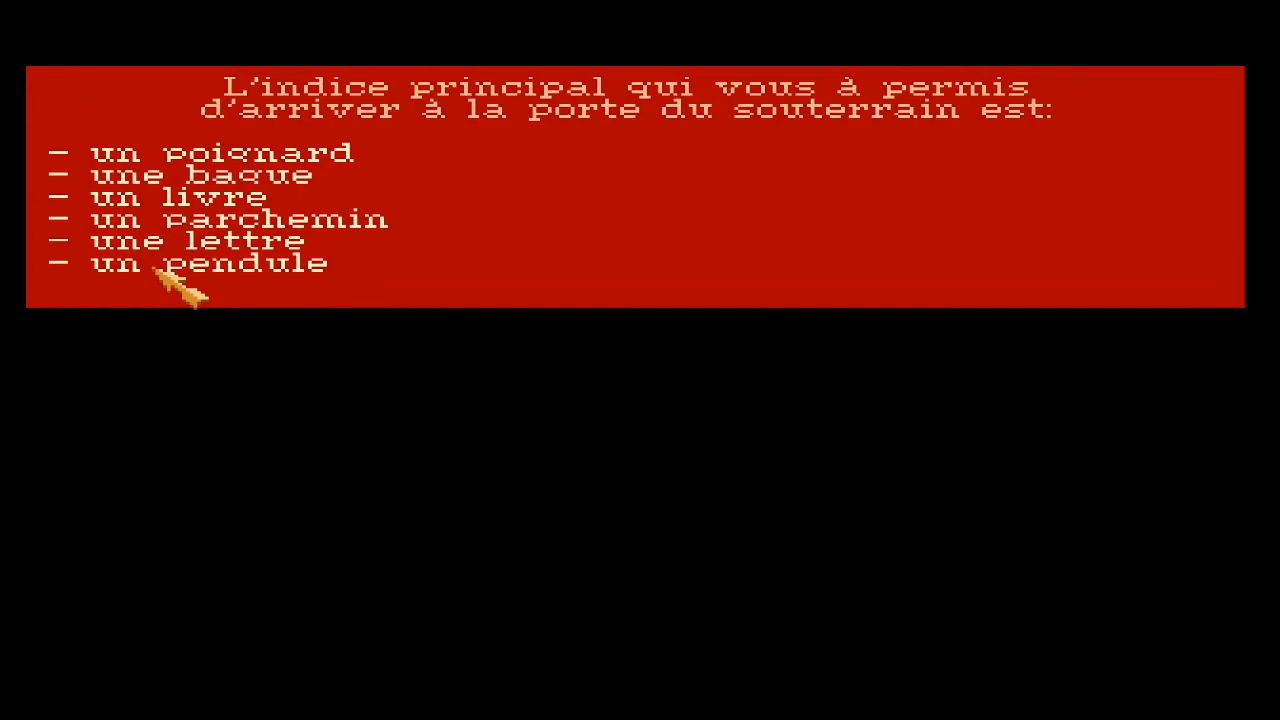 L'indice principal qui vous à permis
d'arriver à la porte du souterrain est:
- un poignard
- une bague
- un livre
- un parchemin
- une lettre
- un pendule